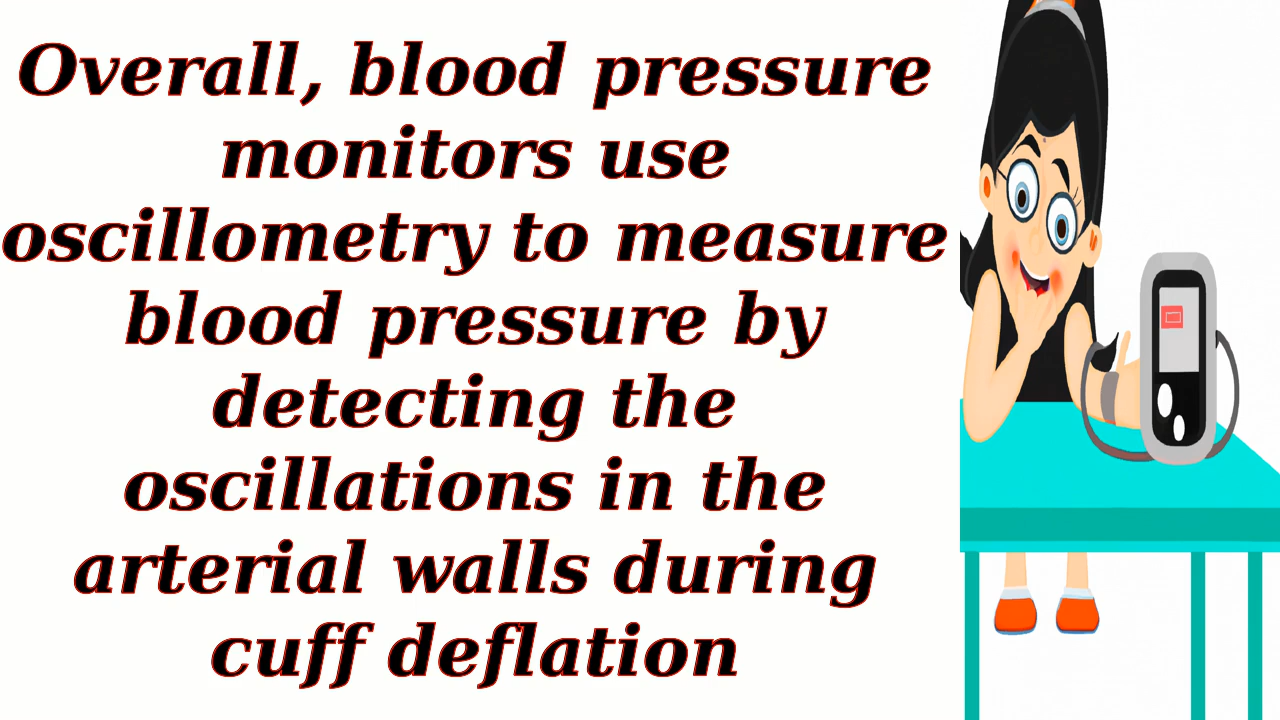 Overall, blood pressure
monitors use
oscillometry to measure
blood pressure by
detecting the
oscillations in the
arterial walls during
cuff deflation